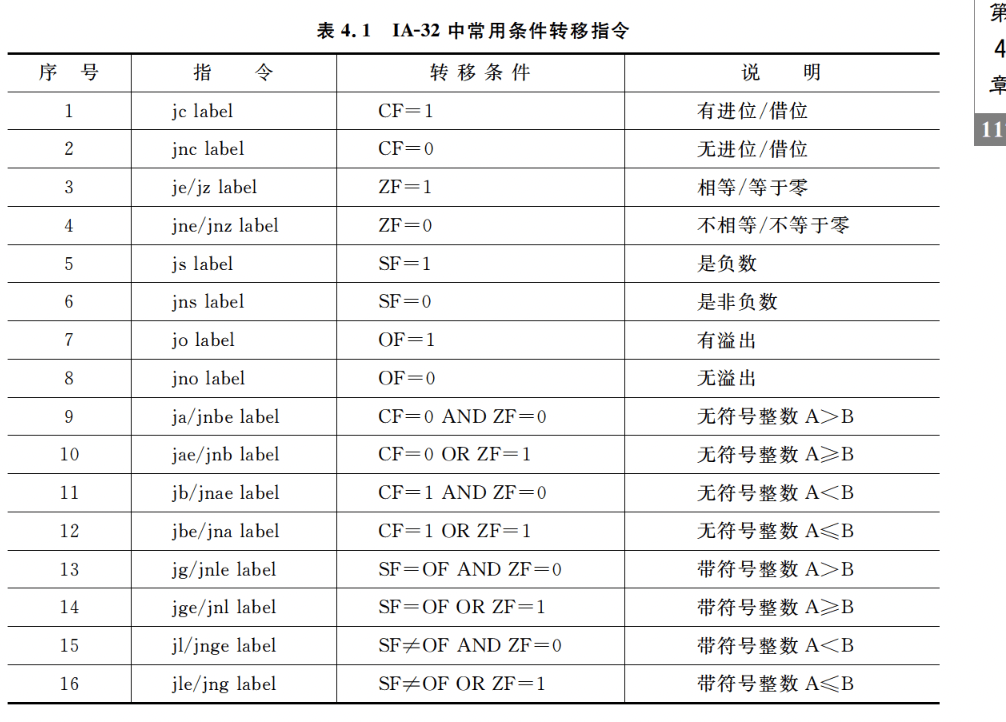 表 4.1 IA-32 中常用条件转移指令
序 号 指 令 转 移 条 件 说 明
1 jc label CF=1 有进位/借位
2 jnc label CF=0 无进位/借位
3 je/jz label ZF=1 相等/等于零
4 jne/jnz label ZF=0 不相等/不等于零
5 js label SF=1 是负数
6 jns label SF=0 是非负数
7 jo label OF=1 有溢出
8 jno label OF=0 无溢出
9 ja/jnbe label CF=0 AND ZF=0 无符号整数 A>B
10 jae/jnb label CF=0 OR ZF=1 无符号整数 A⩾B
11 jb/jnae label CF=1 AND ZF=0 无符号整数 A<B
12 jbe/jna label CF=1 OR ZF=1 无符号整数 A⩽B
13 jg/jnle label SF=OF AND ZF=0 带符号整数 A>B
14 jge/jnl label SF=OF OR ZF=1 带符号整数 A⩾B
15 jl/jnge label SF≠OF AND ZF=0 带符号整数 A<B
16 jle/jng label SF≠OF OR ZF=1 带符号整数 A⩽B
第
4
章